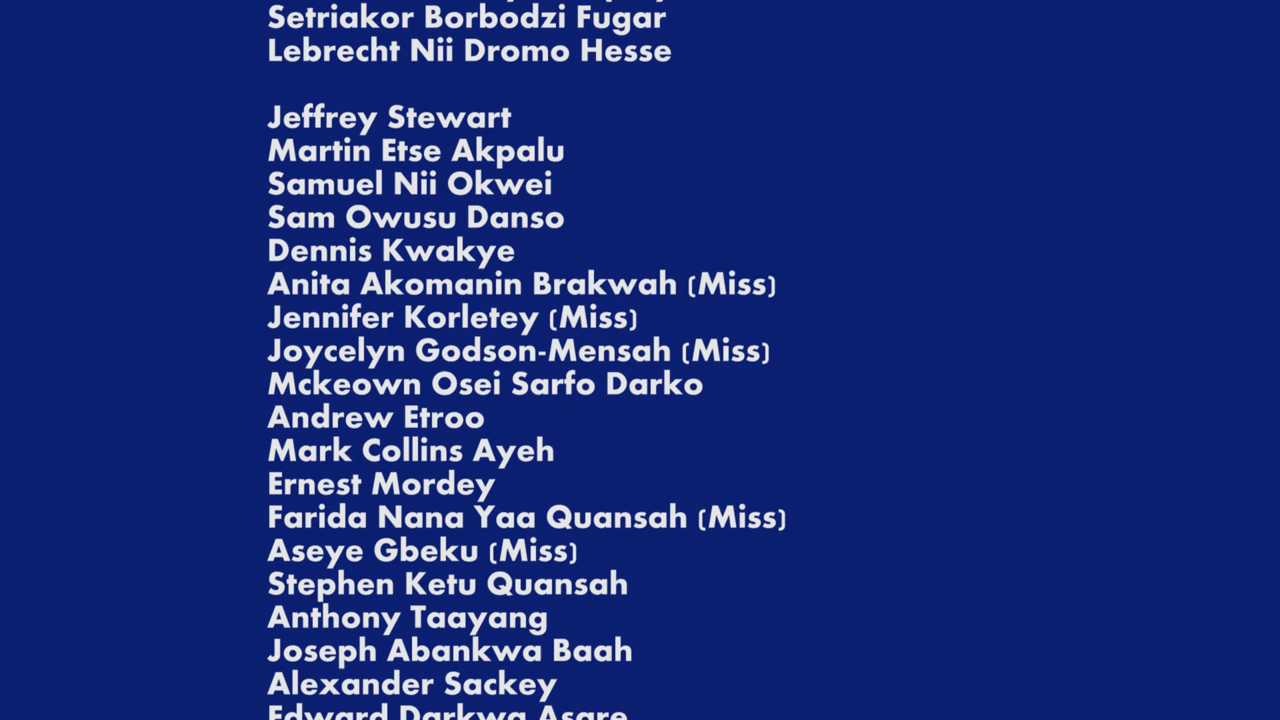 Setriakor Borbodzi Fugar
Lebrecht Nii Dromo Hesse
Jeffrey Stewart
Martin Etse Akpalu
Samuel Nii Okwei
Sam Owusu Danso
Dennis Kwakye
Anita Akomanin Brakwah (Miss)
Jennifer Korletey (Miss)
Joycelyn Godson-Mensah (Miss)
Mckeown Osei Sarfo Darko
Andrew Etroo
Mark Collins Ayeh
Ernest Mordey
Farida Nana Yaa Quansah (Miss)
Aseye Gbeku (Miss)
Stephen Ketu Quansah
Anthony Taayang
Joseph Abankwa Baah
Alexander Sackey
Edward Darkwa Asare